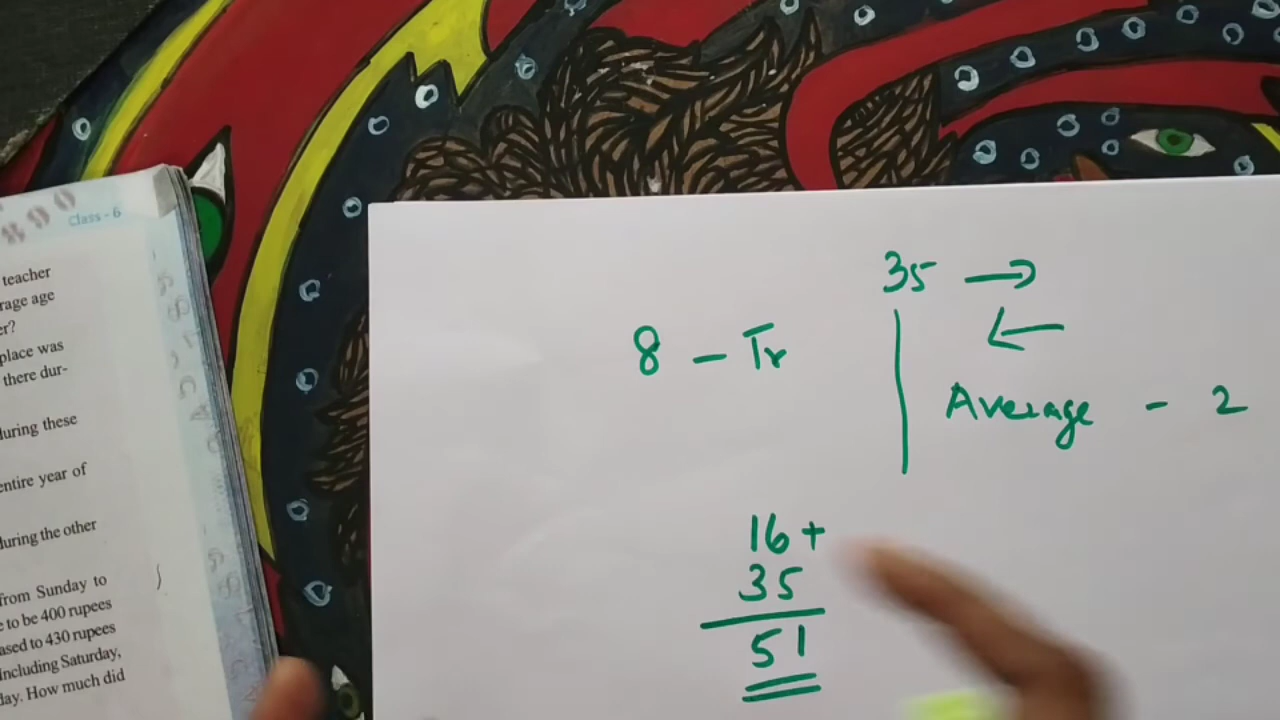 Class - 6
teacher
rage age
er?
place was
there dur-
during these
entire year of
during the other
from Sunday to
e to be 400 rupees
ased to 430 rupees
Including Saturday,
day. How much did
35 →
←
8 - Tr
Average - 2
16+
35
51